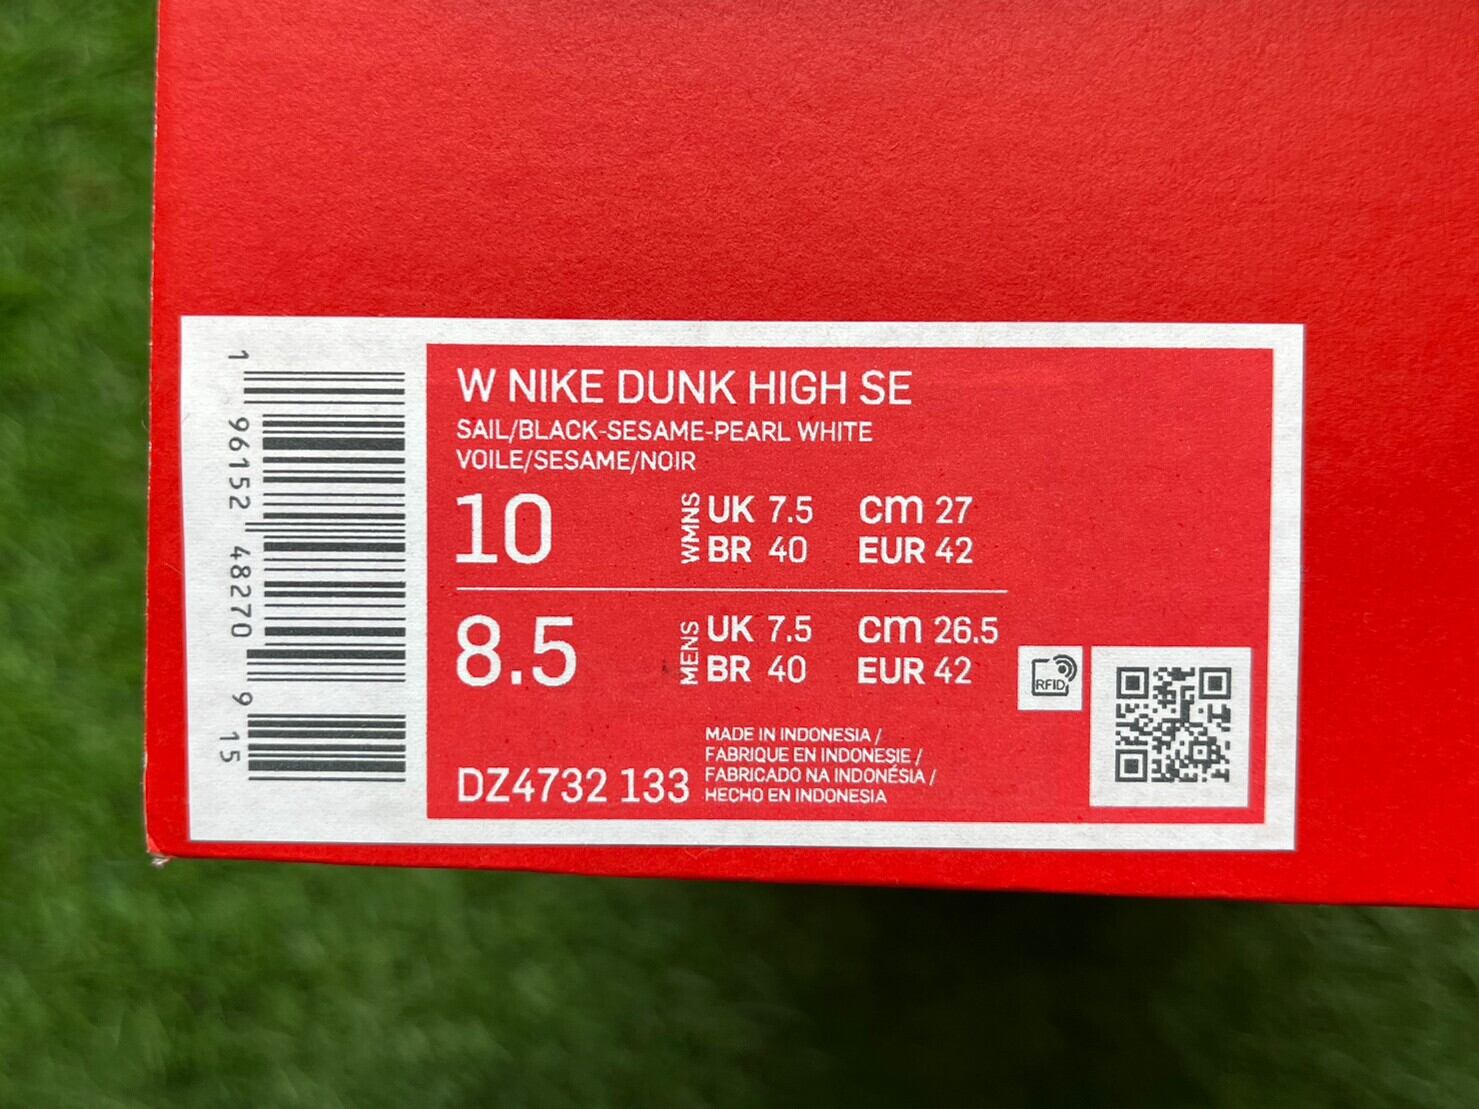 W NIKE DUNK HIGH SE
SAIL/BLACK-SESAME-PEARL WHITE
VOILE/SESAME/NOIR
10
WMNS
UK 7.5 cm 27
BR 40 EUR 42
8.5
MENS
UK 7.5 cm 26.5
BR 40 EUR 42
RFID
DZ4732 133
MADE IN INDONESIA /
FABRIQUE EN INDONESIE /
FABRICADO NA INDONÉSIA /
HECHO EN INDONESIA
1 96152 48270 9 15